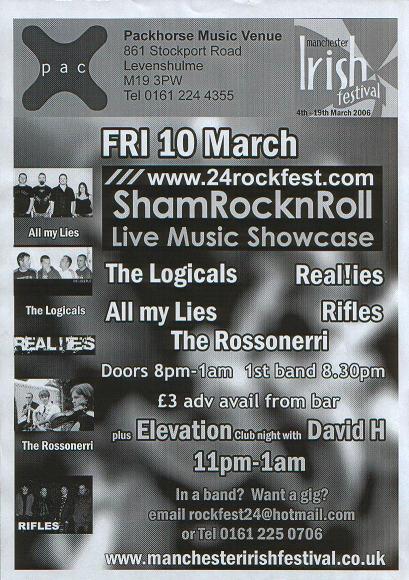 pac
Packhorse Music Venue
861 Stockport Road
Levenshulme
M19 3PW
Tel 0161 224 4355
manchester
Irish
festival
4th - 19th March 2006
FRI 10 March
/// www.24rockfest.com
ShamRocknRoll
Live Music Showcase
All my Lies
The Logicals
REAL!ES
The Rossonerri
RIFLES
The Logicals Real!ies
All my Lies Rifles
The Rossonerri
Doors 8pm-1am 1st band 8.30pm
£3 adv avail from bar
plus Elevation Club night with David H
11pm-1am
In a band? Want a gig?
email rockfest24@hotmail.com
or Tel 0161 225 0706
www.manchesteririshfestival.co.uk